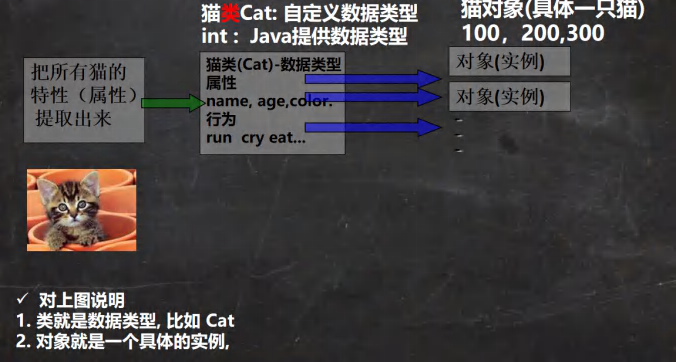 猫类Cat: 自定义数据类型
int： Java提供数据类型
猫对象(具体一只猫)
100，200,300
把所有猫的
特性（属性）
提取出来
猫类(Cat)-数据类型
属性
name, age,color.
行为
run cry eat...
对象(实例)
对象(实例)
✓ 对上图说明
1. 类就是数据类型, 比如 Cat
2. 对象就是一个具体的实例,